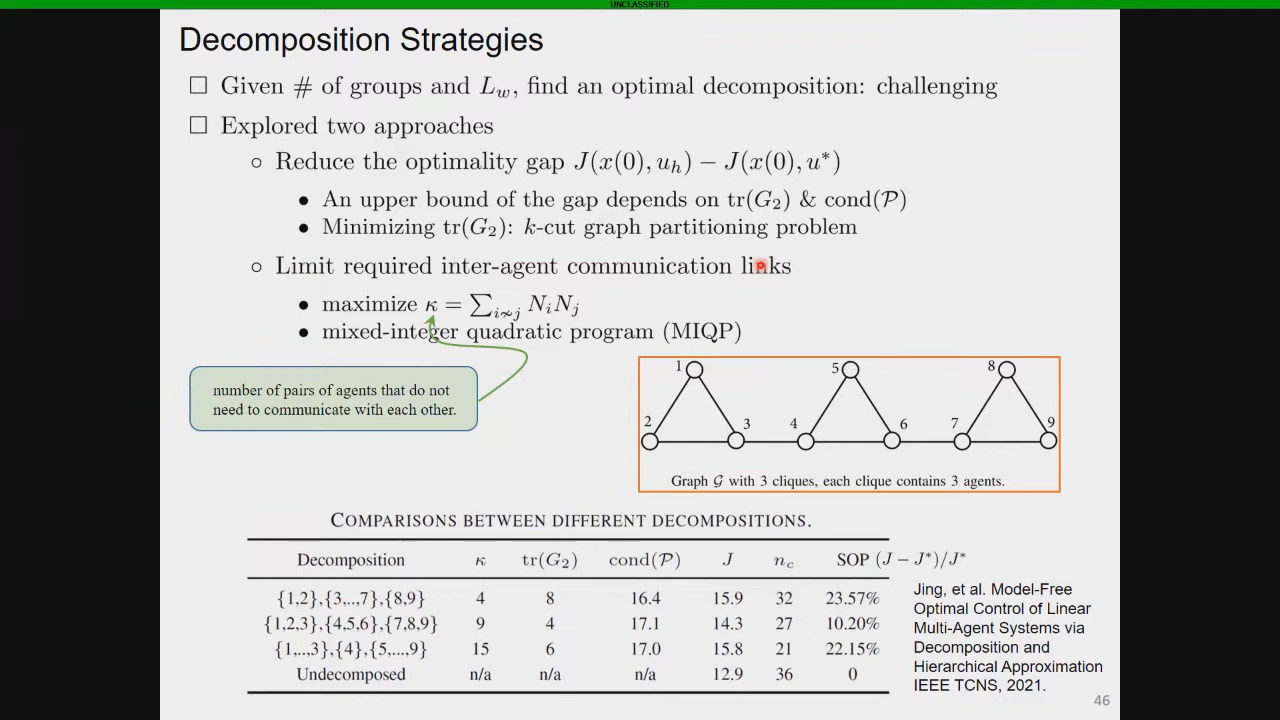 UNCLASSIFIED
Decomposition Strategies
☐ Given # of groups and L_w, find an optimal decomposition: challenging
☐ Explored two approaches
∘ Reduce the optimality gap J(x(0), u_h) − J(x(0), u*)
• An upper bound of the gap depends on tr(G₂) & cond(𝒫)
• Minimizing tr(G₂): k-cut graph partitioning problem
∘ Limit required inter-agent communication links
• maximize κ = ∑_{i≁j} N_i N_j
• mixed-integer quadratic program (MIQP)
number of pairs of agents that do not
need to communicate with each other.
1 5 8
2 3 4 6 7 9
Graph 𝒢 with 3 cliques, each clique contains 3 agents.
COMPARISONS BETWEEN DIFFERENT DECOMPOSITIONS.
Decomposition κ tr(G₂) cond(𝒫) J n_c SOP (J − J*)/J*
{1,2},{3,..,7},{8,9} 4 8 16.4 15.9 32 23.57%
{1,2,3},{4,5,6},{7,8,9} 9 4 17.1 14.3 27 10.20%
{1,..,3},{4},{5,...,9} 15 6 17.0 15.8 21 22.15%
Undecomposed n/a n/a n/a 12.9 36 0
Jing, et al. Model-Free
Optimal Control of Linear
Multi-Agent Systems via
Decomposition and
Hierarchical Approximation
IEEE TCNS, 2021.
46